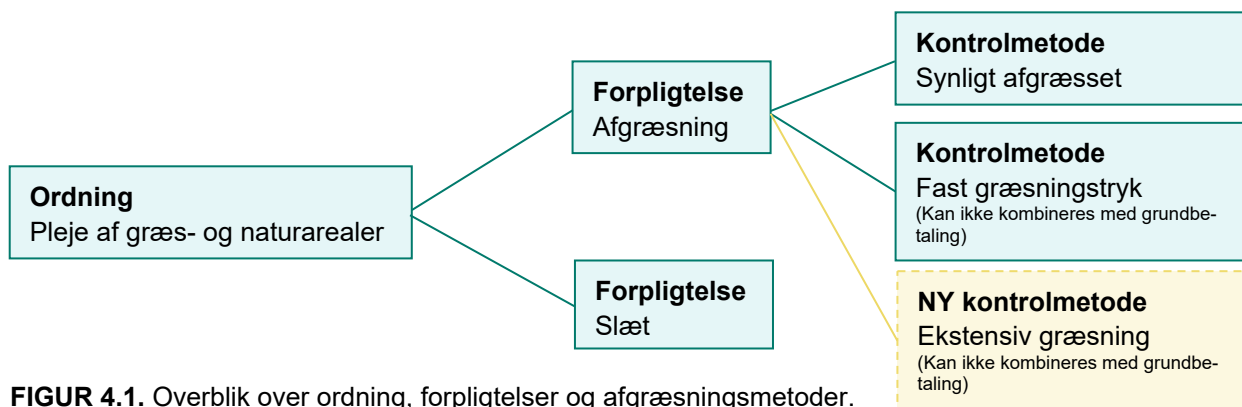 Ordning
Pleje af græs- og naturarealer
Forpligtelse
Afgræsning
Forpligtelse
Slæt
Kontrolmetode
Synligt afgræsset
Kontrolmetode
Fast græsningstryk
(Kan ikke kombineres med grundbe-
taling)
NY kontrolmetode
Ekstensiv græsning
(Kan ikke kombineres med grundbe-
taling)
FIGUR 4.1. Overblik over ordning, forpligtelser og afgræsningsmetoder.